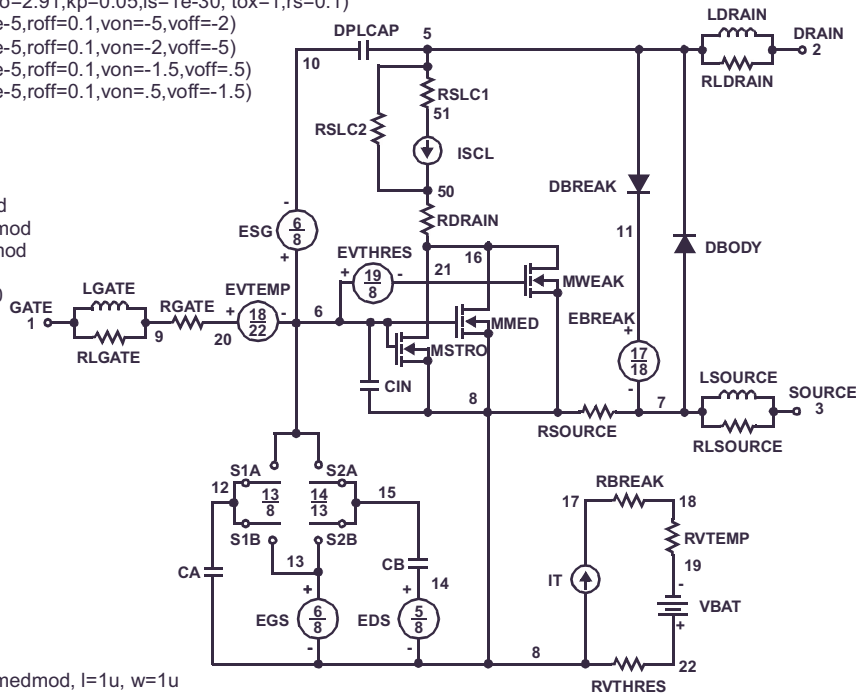 o=2.91,kp=0.05,is=1e-30, tox=1,rs=0.1)
e-5,roff=0.1,von=-5,voff=-2)
e-5,roff=0.1,von=-2,voff=-5)
e-5,roff=0.1,von=-1.5,voff=.5)
e-5,roff=0.1,von=.5,voff=-1.5)
d
mod
nod
)
medmod, l=1u, w=1u
LDRAIN
DPLCAP 5 DRAIN
10 2
RLDRAIN
RSLC1
51
RSLC2
ISCL
50
DBREAK
RDRAIN
ESG 6 8
- +
11
DBODY
EVTHRES 16
+ 19 8 - 21
MWEAK
LGATE EVTEMP
GATE RGATE + 18 22 - 6
1 9 20
RLGATE
MMED
EBREAK +
17 18
-
MSTRO
CIN
LSOURCE
8 7 SOURCE
3
RSOURCE
RLSOURCE
S1A S2A
12 13 8 14 13 15
S1B S2B
13
CA CB
+ + 14
EGS 6 8 EDS 5 8
- -
RBREAK
17 18
RVTEMP
19
IT -
VBAT
+
8 22
RVTHRES